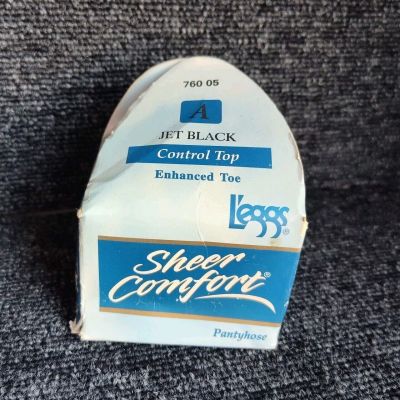 760 05
A
JET BLACK
Control Top
Enhanced Toe
L'eggs®
Sheer
Comfort®
Pantyhose